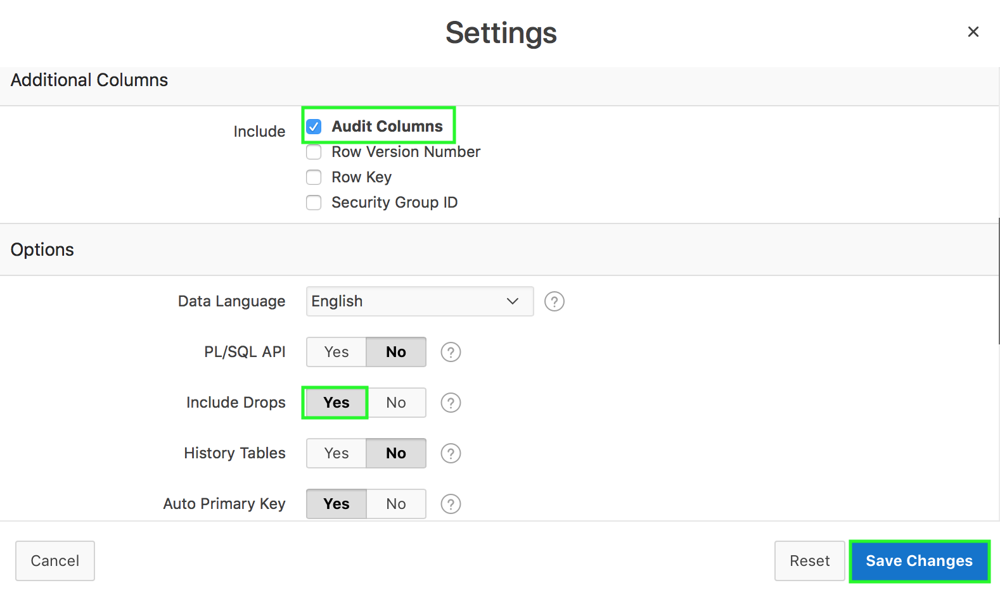 Settings
Additional Columns
Include
Audit Columns
Row Version Number
Row Key
Security Group ID
Options
Data Language English ?
PL/SQL API Yes No ?
Include Drops Yes No ?
History Tables Yes No ?
Auto Primary Key Yes No ?
Cancel Reset Save Changes